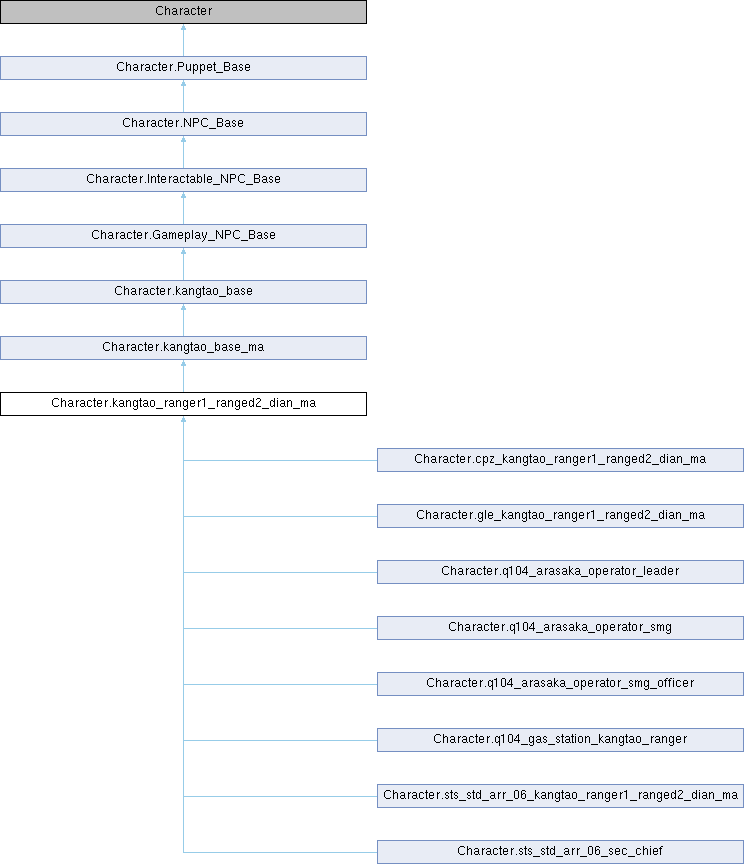 Character
Character.Puppet_Base
Character.NPC_Base
Character.Interactable_NPC_Base
Character.Gameplay_NPC_Base
Character.kangtao_base
Character.kangtao_base_ma
Character.kangtao_ranger1_ranged2_dian_ma
Character.cpz_kangtao_ranger1_ranged2_dian_ma
Character.gle_kangtao_ranger1_ranged2_dian_ma
Character.q104_arasaka_operator_leader
Character.q104_arasaka_operator_smg
Character.q104_arasaka_operator_smg_officer
Character.q104_gas_station_kangtao_ranger
Character.sts_std_arr_06_kangtao_ranger1_ranged2_dian_ma
Character.sts_std_arr_06_sec_chief